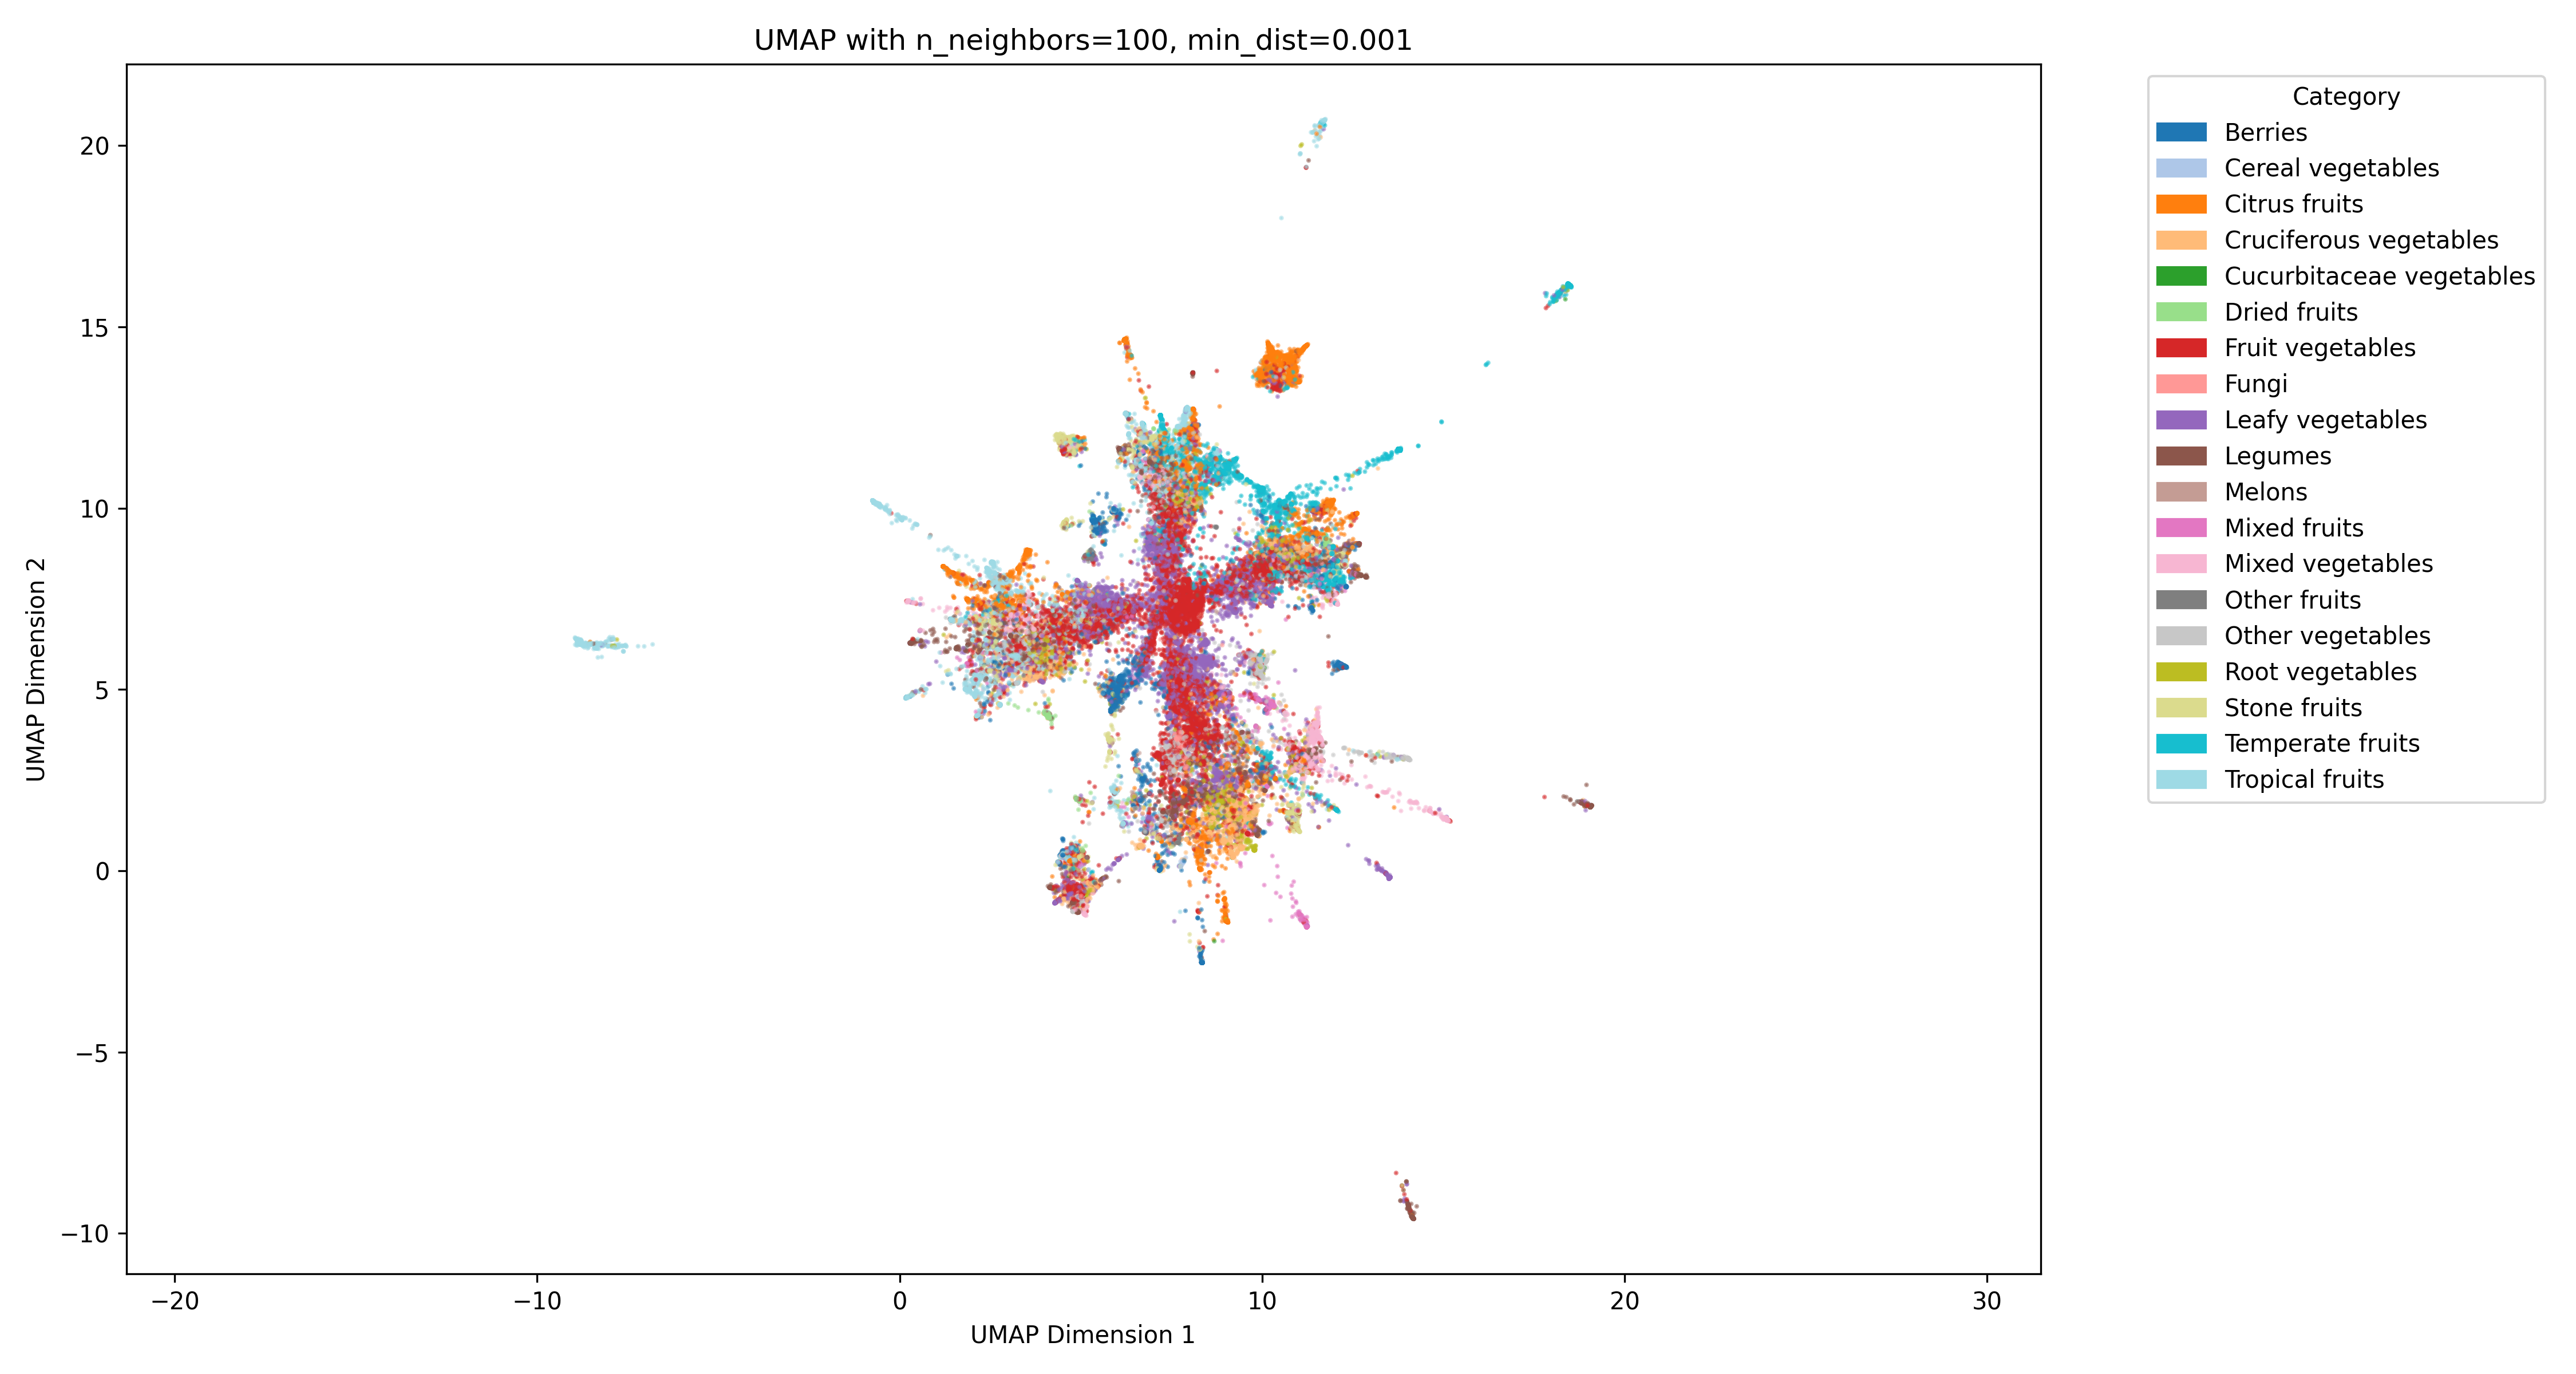 UMAP with n_neighbors=100, min_dist=0.001
UMAP Dimension 2
20
15
10
5
0
−5
−10
−20
−10
0
10
20
30
UMAP Dimension 1
Category
Berries
Cereal vegetables
Citrus fruits
Cruciferous vegetables
Cucurbitaceae vegetables
Dried fruits
Fruit vegetables
Fungi
Leafy vegetables
Legumes
Melons
Mixed fruits
Mixed vegetables
Other fruits
Other vegetables
Root vegetables
Stone fruits
Temperate fruits
Tropical fruits